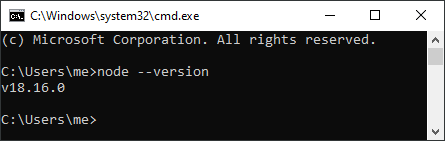 C:\Windows\system32\cmd.exe
(c) Microsoft Corporation. All rights reserved.
C:\Users\me>node --version
v18.16.0
C:\Users\me>